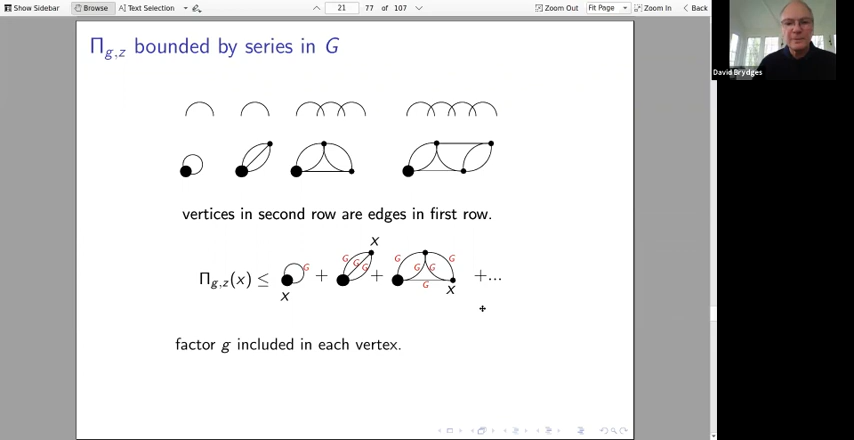 Show Sidebar Browse Text Selection 21 77 of 107 Zoom Out Fit Page Zoom In Back
David Brydges
Π_{g,z} bounded by series in G
vertices in second row are edges in first row.
Π_{g,z}(x) ≤ G + G G G + G G G G G + ...
x x x
factor g included in each vertex.